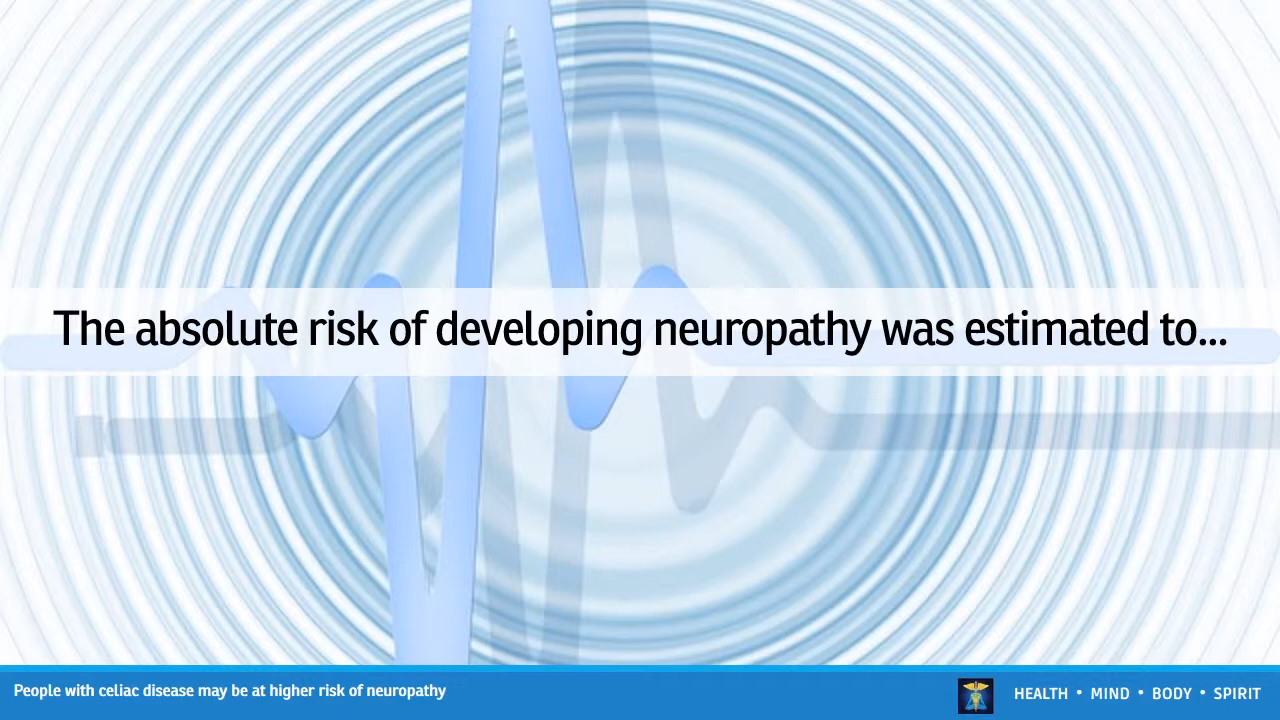 The absolute risk of developing neuropathy was estimated to...
People with celiac disease may be at higher risk of neuropathy
HEALTH • MIND • BODY • SPIRIT